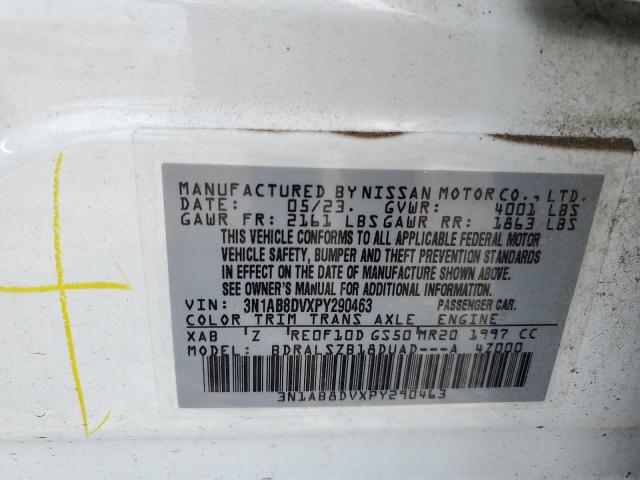 MANUFACTURED BY NISSAN MOTOR CO., LTD.
DATE: 05/23. GVWR: 4001 LBS
GAWR FR: 2161 LBS GAWR RR: 1863 LBS
THIS VEHICLE CONFORMS TO ALL APPLICABLE FEDERAL MOTOR
VEHICLE SAFETY, BUMPER AND THEFT PREVENTION STANDARDS
IN EFFECT ON THE DATE OF MANUFACTURE SHOWN ABOVE.
SEE OWNER'S MANUAL FOR ADDITIONAL INFORMATION.
VIN: 3N1AB8DVXPY290463 PASSENGER CAR.
COLOR TRIM TRANS AXLE ENGINE
XAB Z RE0F10D GS50 MR20 1997 CC
MODEL: BDRALSZB18DUAD---A 4Z000
3N1AB8DVXPY290463